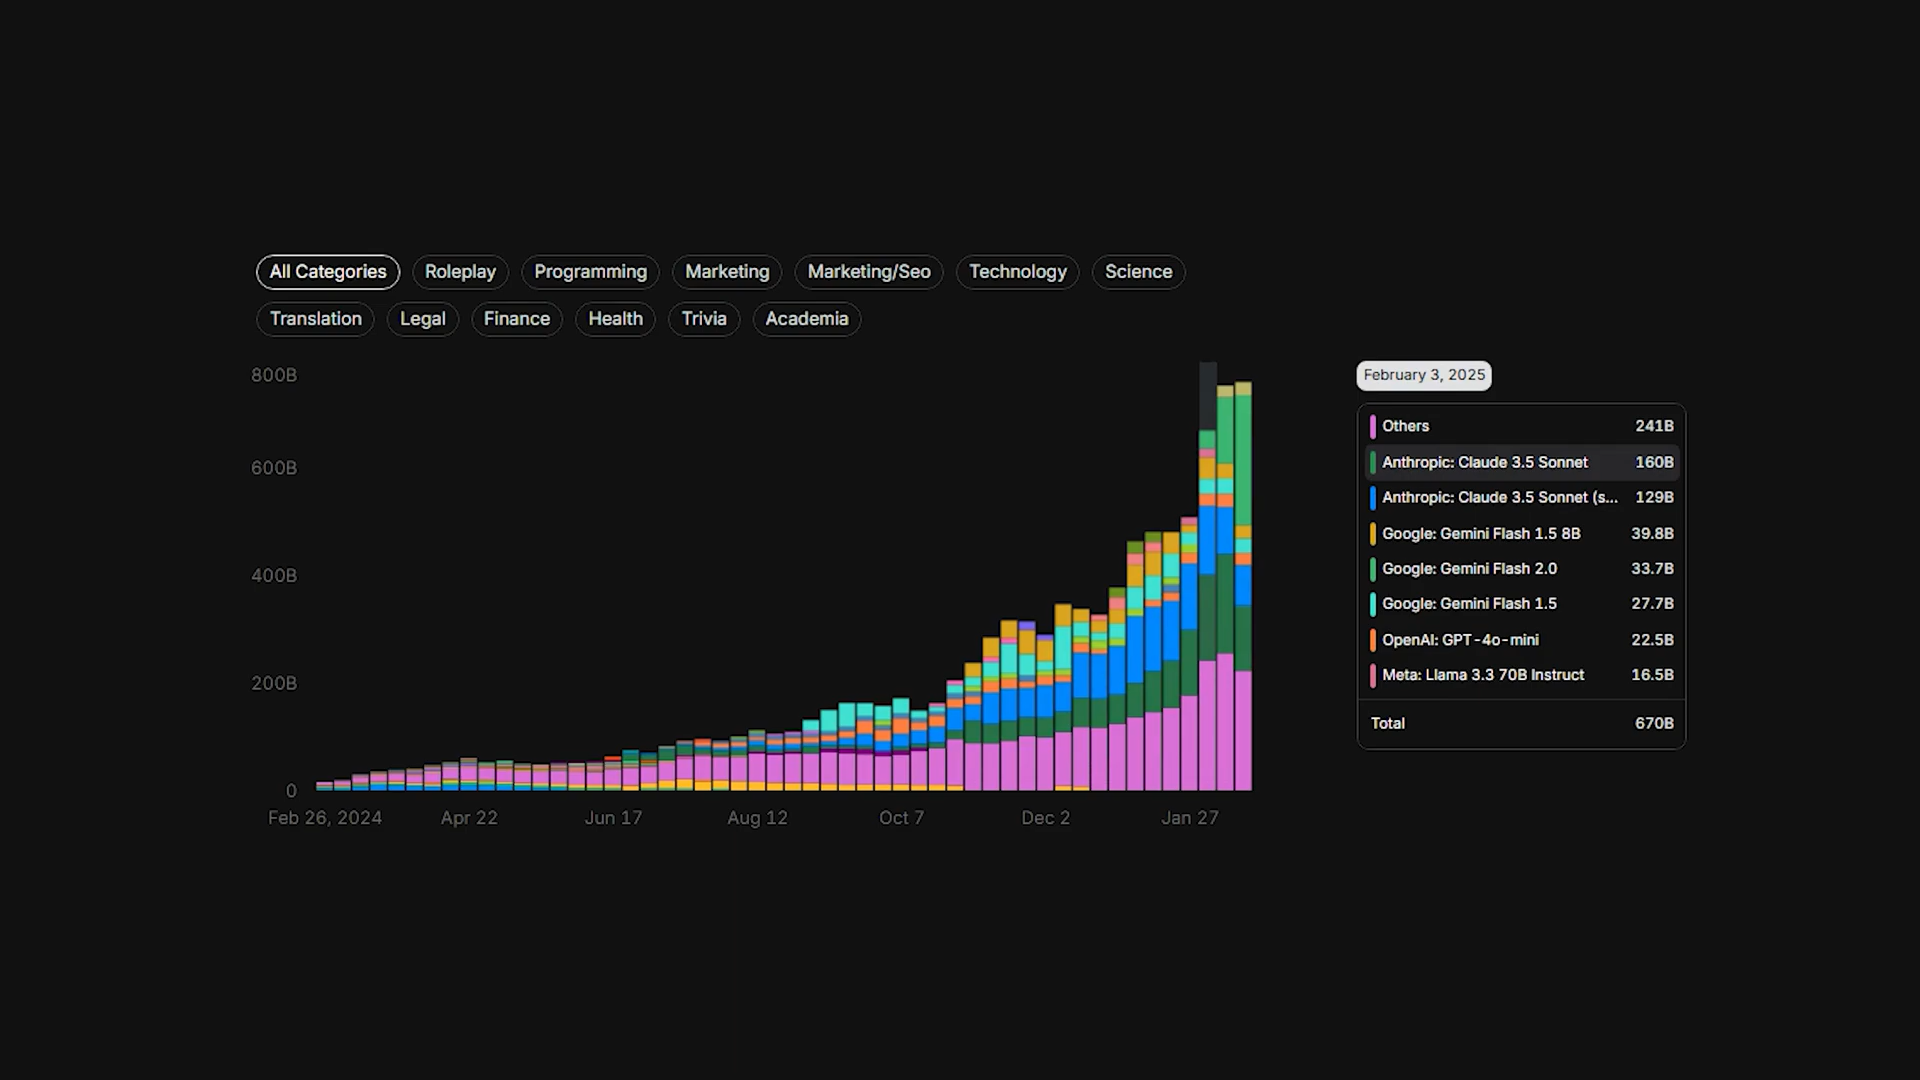 All Categories Roleplay Programming Marketing Marketing/Seo Technology Science
Translation Legal Finance Health Trivia Academia
800B
600B
400B
200B
0
Feb 26, 2024 Apr 22 Jun 17 Aug 12 Oct 7 Dec 2 Jan 27
February 3, 2025
Others 241B
Anthropic: Claude 3.5 Sonnet 160B
Anthropic: Claude 3.5 Sonnet (s... 129B
Google: Gemini Flash 1.5 8B 39.8B
Google: Gemini Flash 2.0 33.7B
Google: Gemini Flash 1.5 27.7B
OpenAI: GPT-4o-mini 22.5B
Meta: Llama 3.3 70B Instruct 16.5B
Total 670B